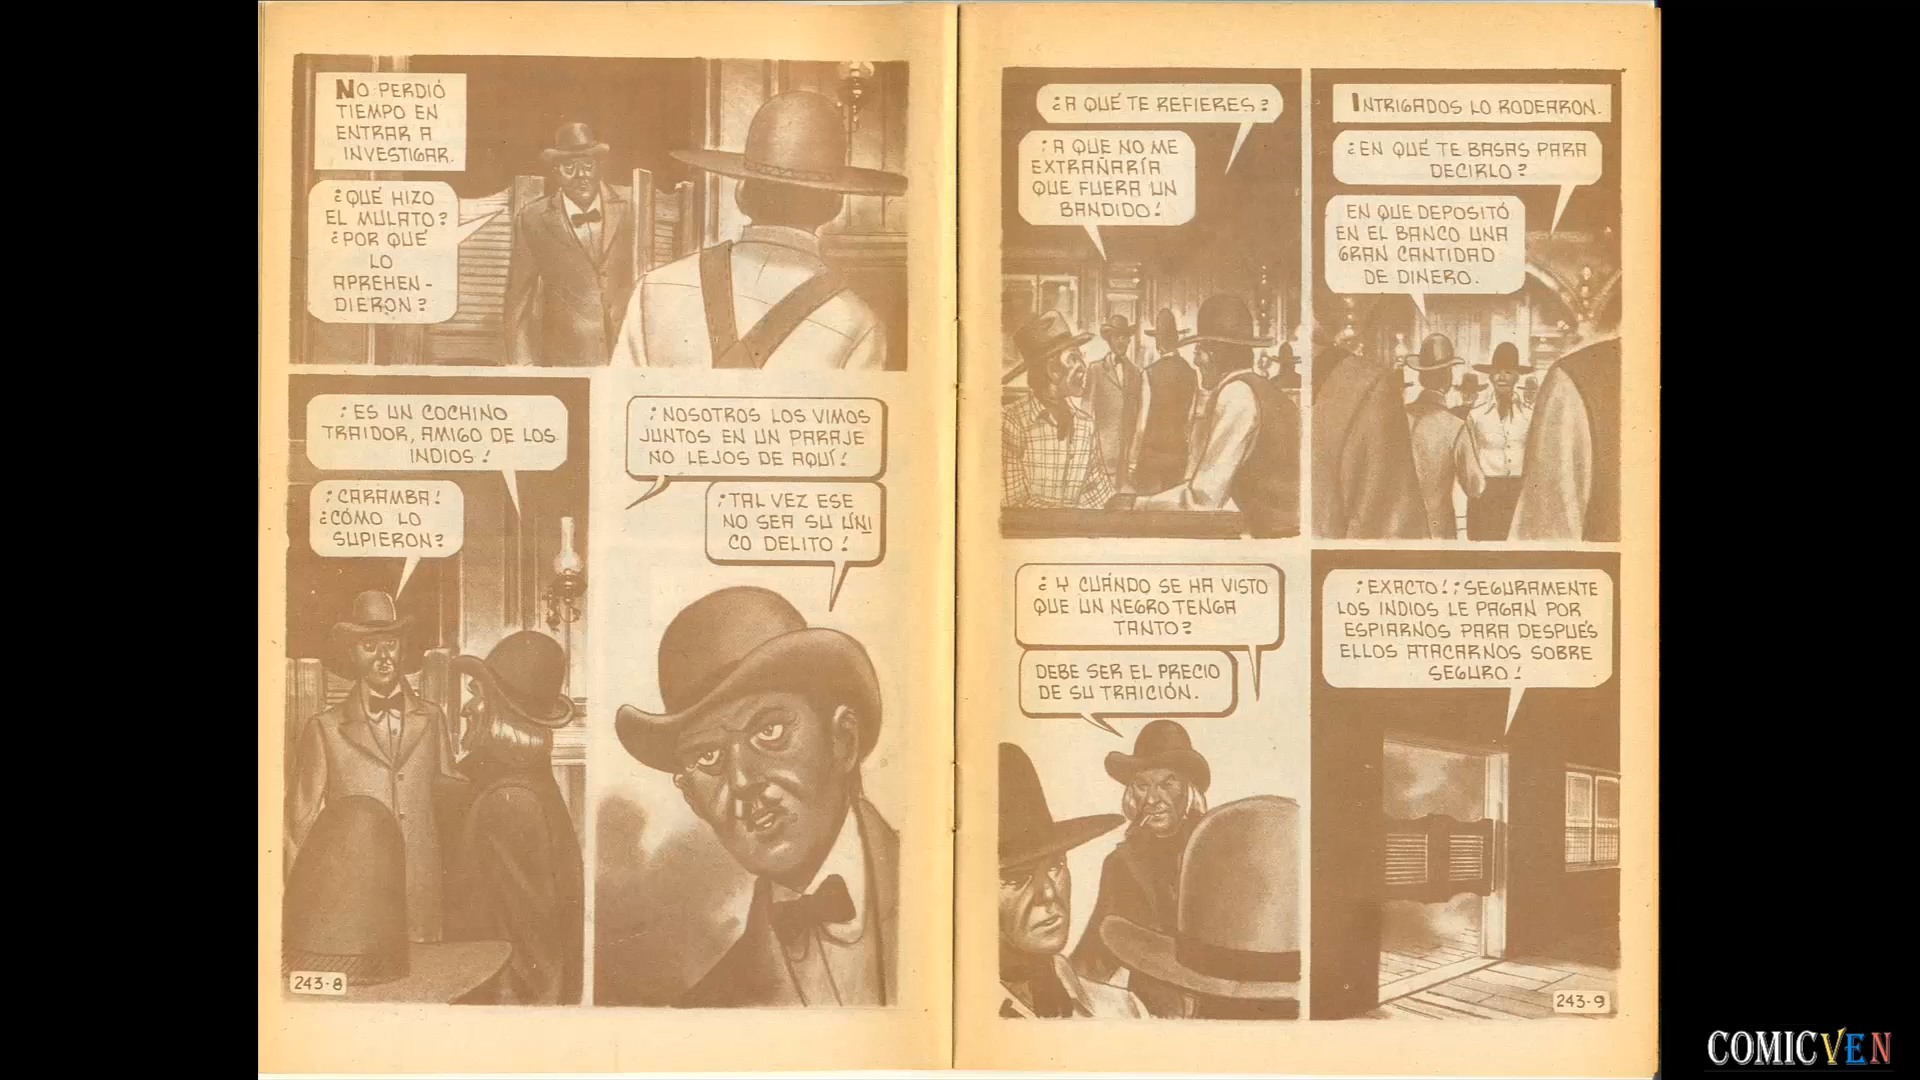 NO PERDIÓ
TIEMPO EN
ENTRAR A
INVESTIGAR.
¿QUÉ HIZO
EL MULATO?
¿POR QUÉ
LO
APREHEN-
DIERON?
¡ES UN COCHINO
TRAIDOR, AMIGO DE LOS
INDIOS!
¡CARAMBA!
¿CÓMO LO
SUPIERON?
¡NOSOTROS LOS VIMOS
JUNTOS EN UN PARAJE
NO LEJOS DE AQUÍ!
¡TAL VEZ ESE
NO SEA SU ÚNI
CO DELITO!
243-8
¿A QUÉ TE REFIERES?
¡A QUE NO ME
EXTRAÑARÍA
QUE FUERA UN
BANDIDO!
INTRIGADOS LO RODEARON.
¿EN QUÉ TE BASAS PARA
DECIRLO?
EN QUE DEPOSITÓ
EN EL BANCO UNA
GRAN CANTIDAD
DE DINERO.
¿Y CUÁNDO SE HA VISTO
QUE UN NEGRO TENGA
TANTO?
DEBE SER EL PRECIO
DE SU TRAICIÓN.
¡EXACTO! ¡SEGURAMENTE
LOS INDIOS LE PAGAN POR
ESPIARNOS PARA DESPUÉS
ELLOS ATACARNOS SOBRE
SEGURO!
243-9
COMICVEN